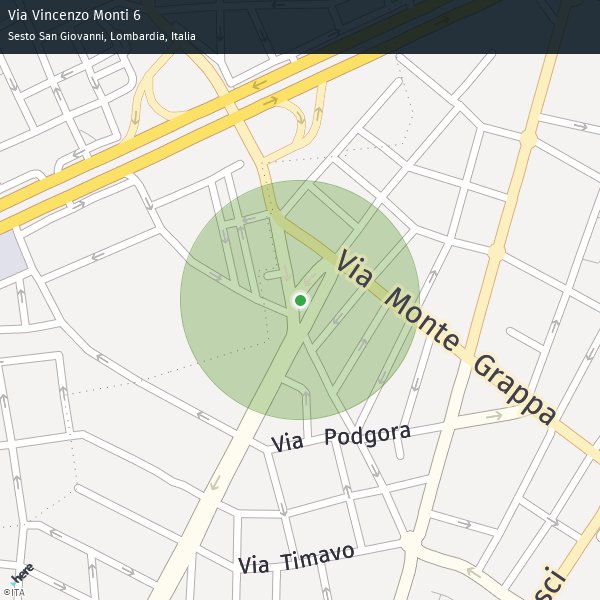 Via Vincenzo Monti 6
Sesto San Giovanni, Lombardia, Italia
Via Monte Grappa
Via Podgora
Via Timavo
sci
here
©ITA